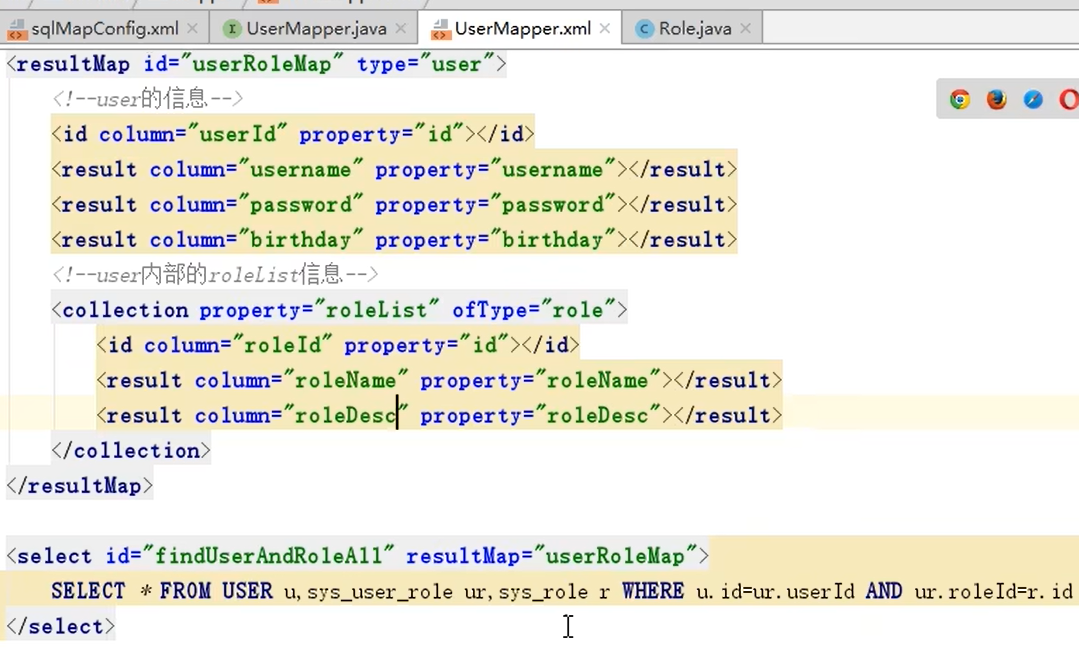 sqlMapConfig.xml × I UserMapper.java × UserMapper.xml × C Role.java ×
<resultMap id="userRoleMap" type="user">
<!--user的信息-->
<id column="userId" property="id"></id>
<result column="username" property="username"></result>
<result column="password" property="password"></result>
<result column="birthday" property="birthday"></result>
<!--user内部的roleList信息-->
<collection property="roleList" ofType="role">
<id column="roleId" property="id"></id>
<result column="roleName" property="roleName"></result>
<result column="roleDesc" property="roleDesc"></result>
</collection>
</resultMap>
<select id="findUserAndRoleAll" resultMap="userRoleMap">
SELECT * FROM USER u,sys_user_role ur,sys_role r WHERE u.id=ur.userId AND ur.roleId=r.id
</select>